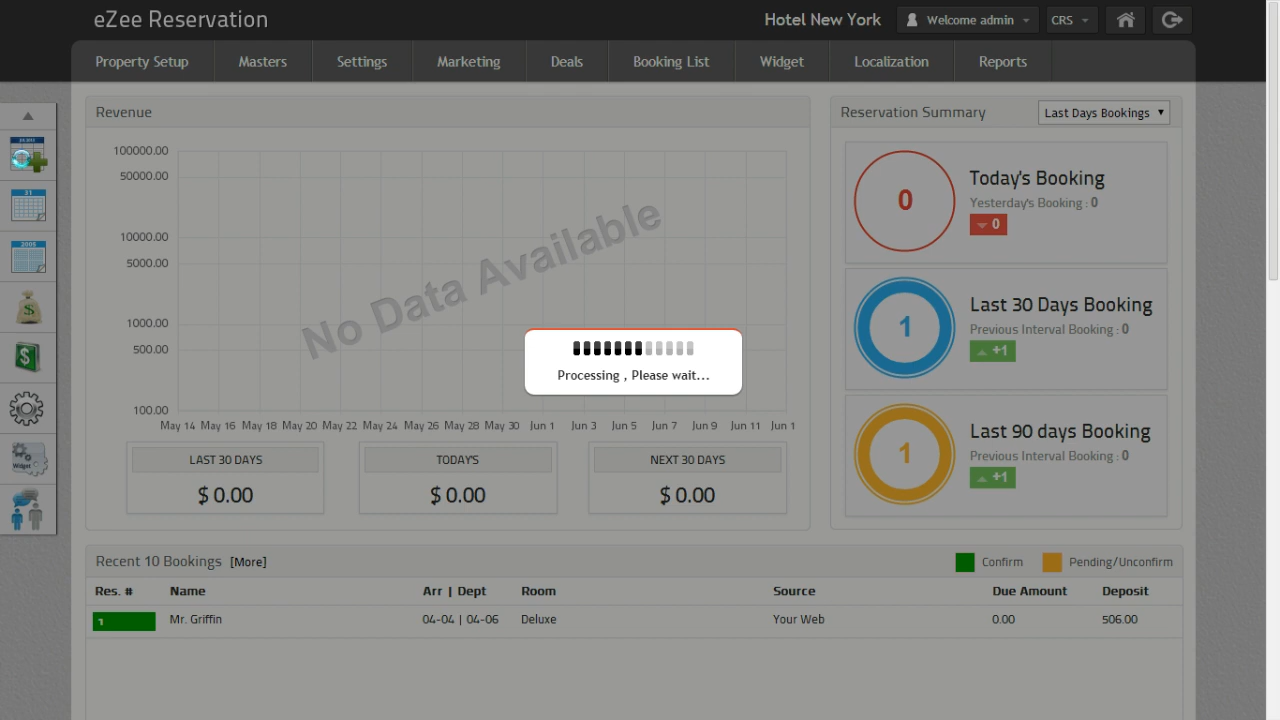 eZee Reservation
Hotel New York
Welcome admin
CRS
Property Setup
Masters
Settings
Marketing
Deals
Booking List
Widget
Localization
Reports
Revenue
100000.00
50000.00
10000.00
5000.00
1000.00
500.00
100.00
No Data Available
May 14 May 16 May 18 May 20 May 22 May 24 May 26 May 28 May 30 Jun 1 Jun 3 Jun 5 Jun 7 Jun 9 Jun 11 Jun 1
Processing , Please wait...
LAST 30 DAYS
$ 0.00
TODAY'S
$ 0.00
NEXT 30 DAYS
$ 0.00
Reservation Summary
Last Days Bookings
0
Today's Booking
Yesterday's Booking : 0
0
1
Last 30 Days Booking
Previous Interval Booking : 0
+1
1
Last 90 days Booking
Previous Interval Booking : 0
+1
21
2005
$
$
Widget
Recent 10 Bookings [More]
Confirm
Pending/Unconfirm
Res. # Name Arr | Dept Room Source Due Amount Deposit
1 Mr. Griffin 04-04 | 04-06 Deluxe Your Web 0.00 506.00